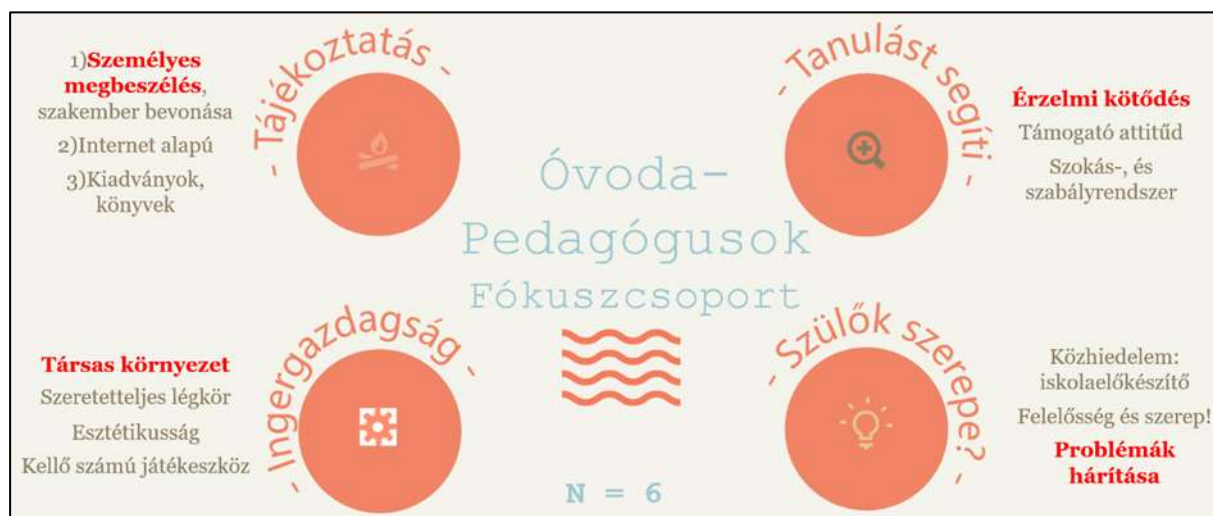 - Tájékoztatás -
1)Személyes
megbeszélés,
szakember bevonása
2)Internet alapú
3)Kiadványok,
könyvek
- Tanulást segíti -
Érzelmi kötődés
Támogató attitűd
Szokás-, és
szabályrendszer
Óvoda-
Pedagógusok
Fókuszcsoport
- Ingergazdagság -
Társas környezet
Szeretetteljes légkör
Esztétikusság
Kellő számú játékeszköz
- Szülők szerepe? -
Közhiedelem:
iskolaelőkészítő
Felelősség és szerep!
Problémák
hárítása
N = 6